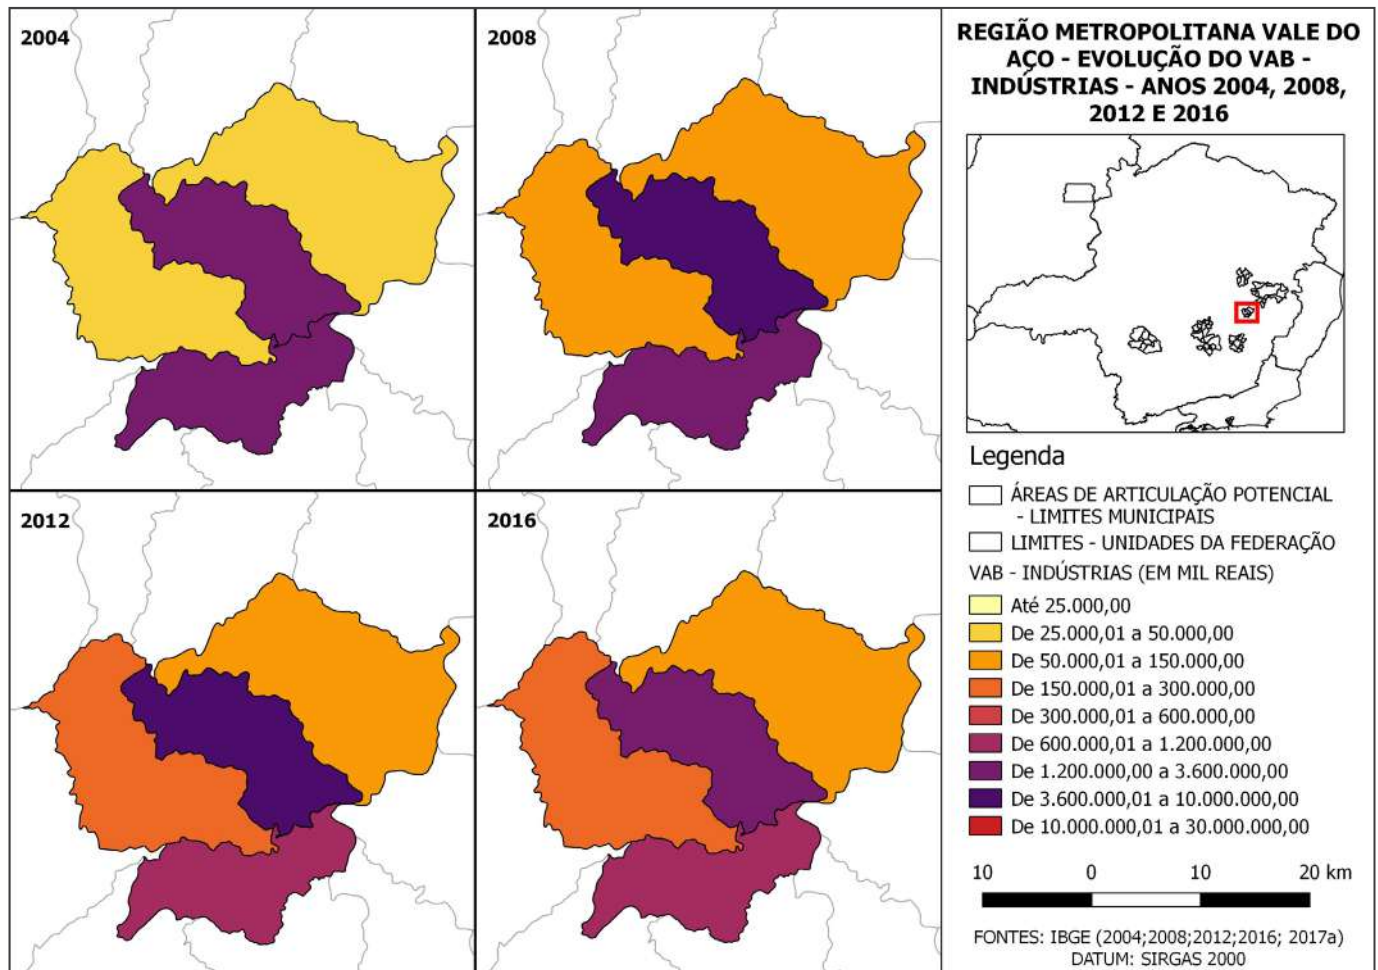 2004
2008
2012
2016
REGIÃO METROPOLITANA VALE DO
AÇO - EVOLUÇÃO DO VAB -
INDÚSTRIAS - ANOS 2004, 2008,
2012 E 2016
Legenda
ÁREAS DE ARTICULAÇÃO POTENCIAL
- LIMITES MUNICIPAIS
LIMITES - UNIDADES DA FEDERAÇÃO
VAB - INDÚSTRIAS (EM MIL REAIS)
Até 25.000,00
De 25.000,01 a 50.000,00
De 50.000,01 a 150.000,00
De 150.000,01 a 300.000,00
De 300.000,01 a 600.000,00
De 600.000,01 a 1.200.000,00
De 1.200.000,00 a 3.600.000,00
De 3.600.000,01 a 10.000.000,00
De 10.000.000,01 a 30.000.000,00
10 0 10 20 km
FONTES: IBGE (2004;2008;2012;2016; 2017a)
DATUM: SIRGAS 2000